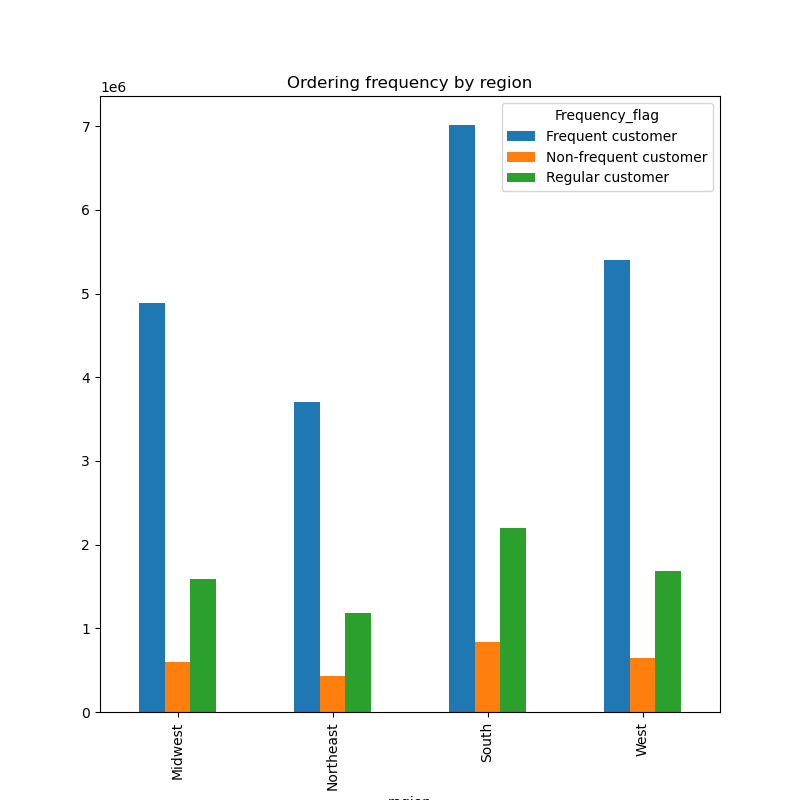 Ordering frequency by region
1e6
Frequency_flag
Frequent customer
Non-frequent customer
Regular customer
7
6
5
4
3
2
1
0
Midwest
Northeast
South
West
region